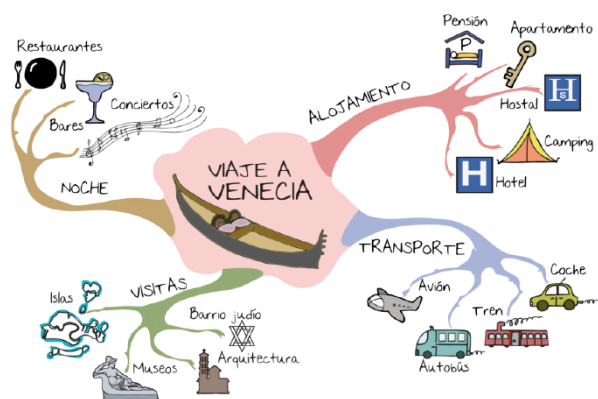 VIAJE A
VENECIA
ALOJAMIENTO
Pensión
P
Apartamento
Hostal
Hs
Camping
H
Hotel
TRANSPORTE
Avión
Autobús
Tren
Coche
VISITAS
Islas
Museos
Barrio judío
Arquitectura
NOCHE
Restaurantes
Bares
Conciertos